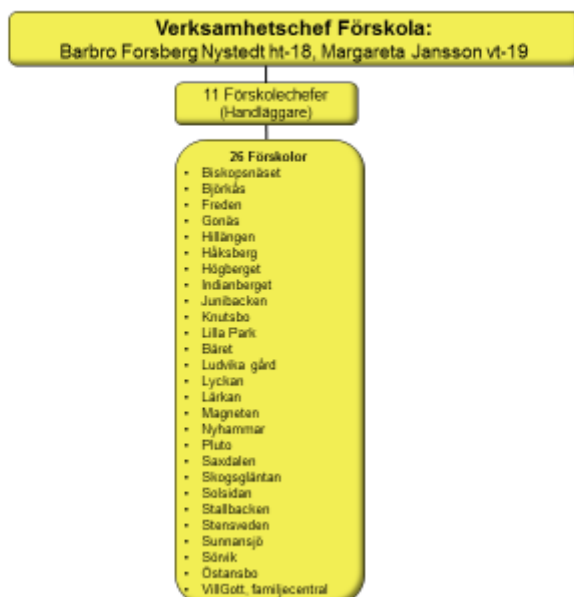 Verksamhetschef Förskola:
Barbro Forsberg Nystedt ht-18, Margareta Jansson vt-19
11 Förskolechefer
(Handläggare)
26 Förskolor
• Biskopsnäset
• Björkås
• Freden
• Gonäs
• Hillängen
• Håksberg
• Högberget
• Indianberget
• Junibacken
• Knutsbo
• Lilla Park
• Bäret
• Ludvika gård
• Lyckan
• Lärkan
• Magneten
• Nyhammar
• Pluto
• Saxdalen
• Skogsgläntan
• Solsidan
• Stallbacken
• Stensveden
• Sunnansjö
• Sörvik
• Östansbo
• VillGott, familjecentral